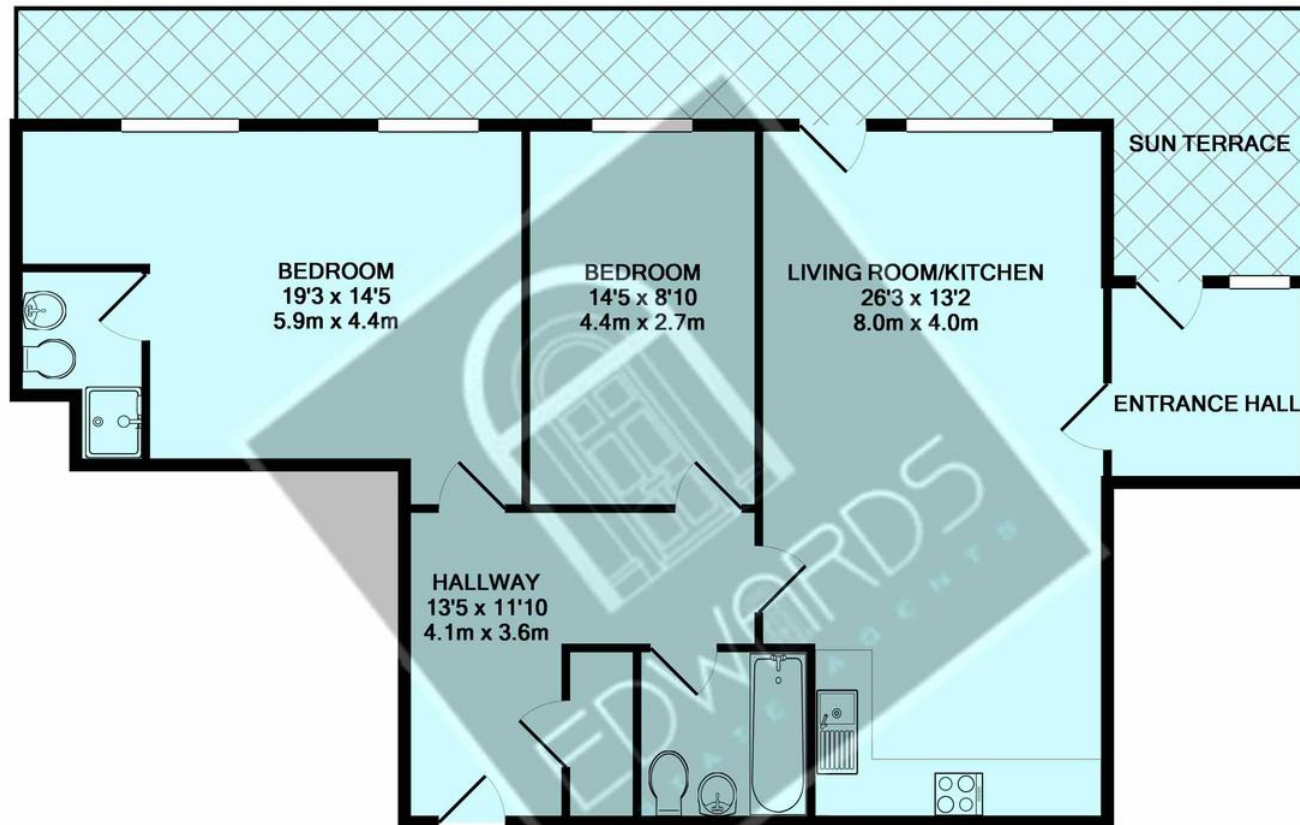 SUN TERRACE
BEDROOM
19'3 x 14'5
5.9m x 4.4m
BEDROOM
14'5 x 8'10
4.4m x 2.7m
LIVING ROOM/KITCHEN
26'3 x 13'2
8.0m x 4.0m
ENTRANCE HALL
HALLWAY
13'5 x 11'10
4.1m x 3.6m
EDWARDS